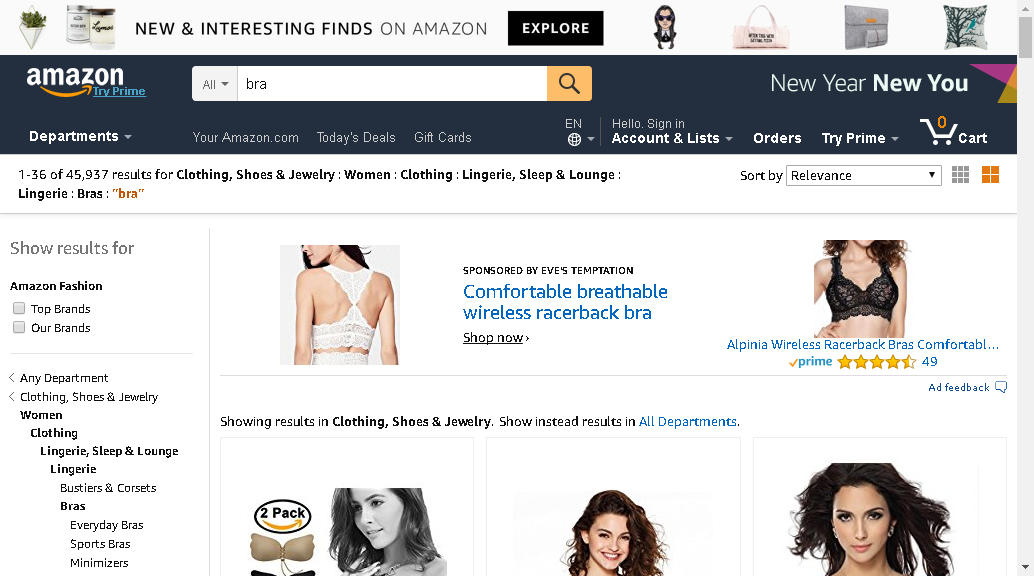 NEW & INTERESTING FINDS ON AMAZON
EXPLORE
amazon
Try Prime
All
bra
New Year New You
Departments
Your Amazon.com
Today's Deals
Gift Cards
EN
Hello. Sign in
Account & Lists
Orders
Try Prime
0
Cart
1-36 of 45,937 results for Clothing, Shoes & Jewelry : Women : Clothing : Lingerie, Sleep & Lounge :
Lingerie : Bras : "bra"
Sort by
Relevance
Show results for
Amazon Fashion
Top Brands
Our Brands
Any Department
Clothing, Shoes & Jewelry
Women
Clothing
Lingerie, Sleep & Lounge
Lingerie
Bustiers & Corsets
Bras
Everyday Bras
Sports Bras
Minimizers
SPONSORED BY EVE'S TEMPTATION
Comfortable breathable
wireless racerback bra
Shop now ›
Alpinia Wireless Racerback Bras Comfortabl...
prime
49
Ad feedback
Showing results in Clothing, Shoes & Jewelry. Show instead results in All Departments.
2 Pack